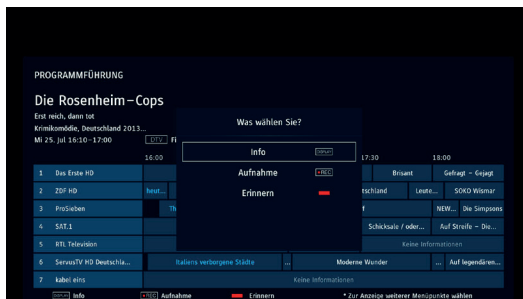 PROGRAMMFÜHRUNG
Die Rosenheim-Cops
Erst reich, dann tot
Krimikomödie, Deutschland 2013...
Mi 25. Jul 16:10-17:00 DTV Fi
Was wählen Sie?
Info DISPLAY
Aufnahme •REC
Erinnern
16:00 17:30 18:00
1 Das Erste HD Brisant Gefragt - Gejagt
2 ZDF HD heut... tschland Leute... SOKO Wismar
3 ProSieben Th f NEW... Die Simpsons
4 SAT.1 Schicksale / oder... Auf Streife - Die...
5 RTL Television Keine Informationen
6 ServusTV HD Deutschla... Italiens verborgene Städte ... Moderne Wunder ... Auf legendären...
7 kabel eins Keine Informationen
DISPLAY Info •REC Aufnahme Erinnern * Zur Anzeige weiterer Menüpunkte wählen